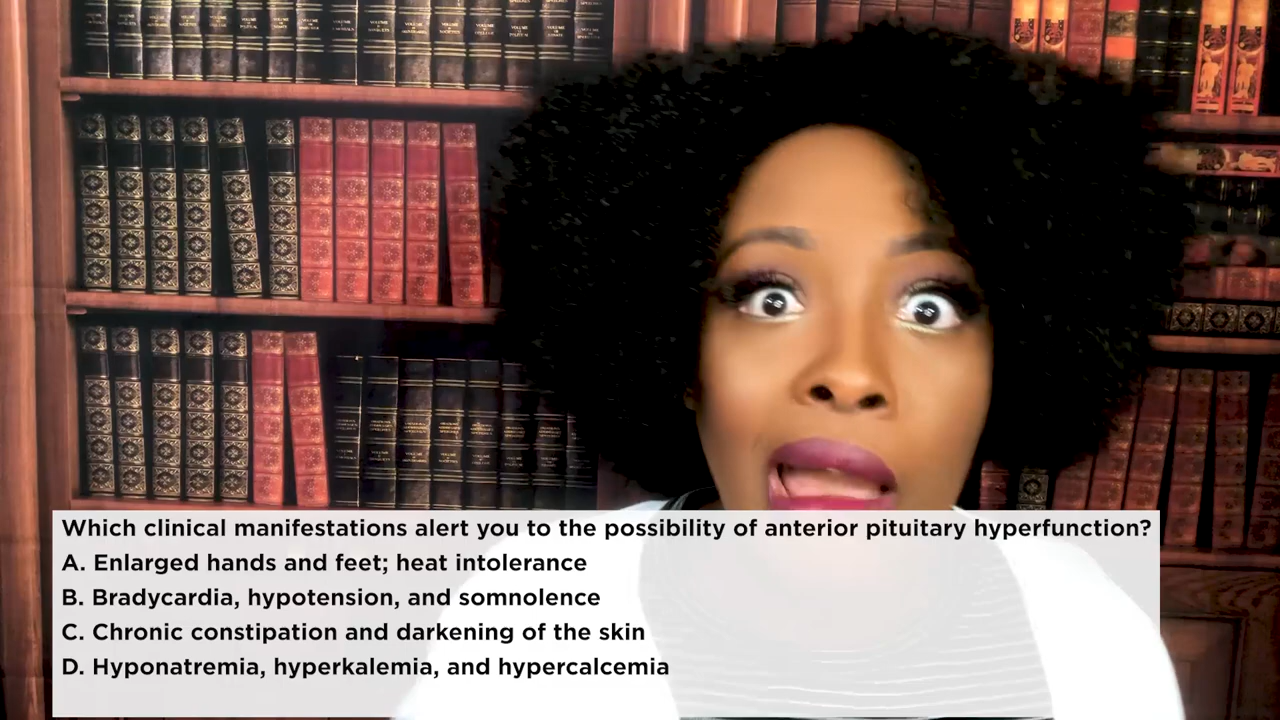 Which clinical manifestations alert you to the possibility of anterior pituitary hyperfunction?
A. Enlarged hands and feet; heat intolerance
B. Bradycardia, hypotension, and somnolence
C. Chronic constipation and darkening of the skin
D. Hyponatremia, hyperkalemia, and hypercalcemia